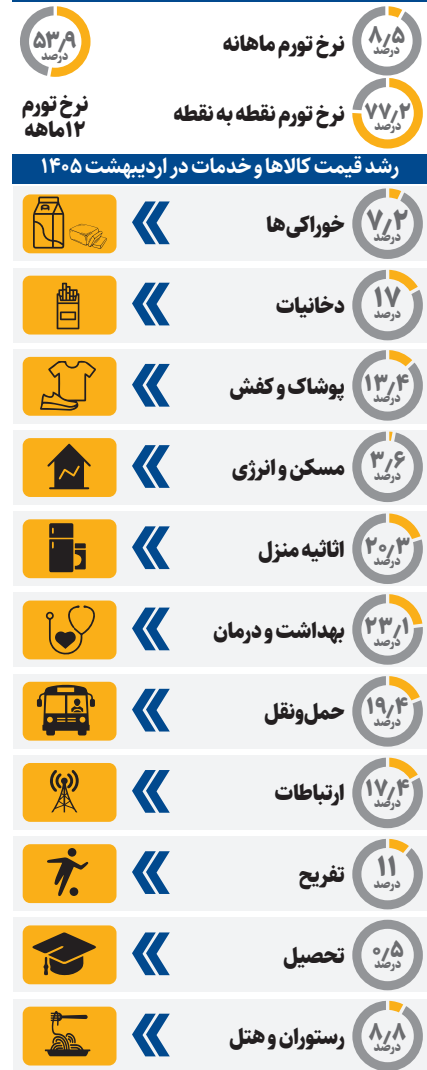 ۸٫۵
درصد
نرخ تورم ماهانه
۵۳٫۹
درصد
نرخ تورم
۱۲ماهه
۷۷٫۲
درصد
نرخ تورم نقطه به نقطه
رشد قیمت کالاها و خدمات در اردیبهشت ۱۴۰۵
۷٫۲
درصد
خوراکی‌ها
۱۷
درصد
دخانیات
۱۳٫۴
درصد
پوشاک و کفش
۳٫۶
درصد
مسکن و انرژی
۲۰٫۳
درصد
اثاثیه منزل
۲۳٫۱
درصد
بهداشت و درمان
۱۹٫۴
درصد
حمل‌ونقل
۱۷٫۴
درصد
ارتباطات
۱۱
درصد
تفریح
۰٫۵
درصد
تحصیل
۸٫۸
درصد
رستوران و هتل